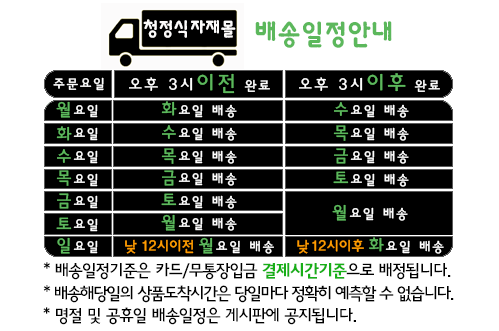 청정식자재몰 배송일정안내
주문요일 오후 3시이전 완료 오후 3시이후 완료
월요일 화요일 배송 수요일 배송
화요일 수요일 배송 목요일 배송
수요일 목요일 배송 금요일 배송
목요일 금요일 배송 토요일 배송
금요일 토요일 배송 월요일 배송
토요일 월요일 배송
일요일 낮 12시이전 월요일 배송 낮12시이후 화요일 배송
* 배송일정기준은 카드/무통장입금 결제시간기준으로 배정됩니다.
* 배송해당일의 상품도착시간은 당일마다 정확히 예측할 수 없습니다.
* 명절 및 공휴일 배송일정은 게시판에 공지됩니다.